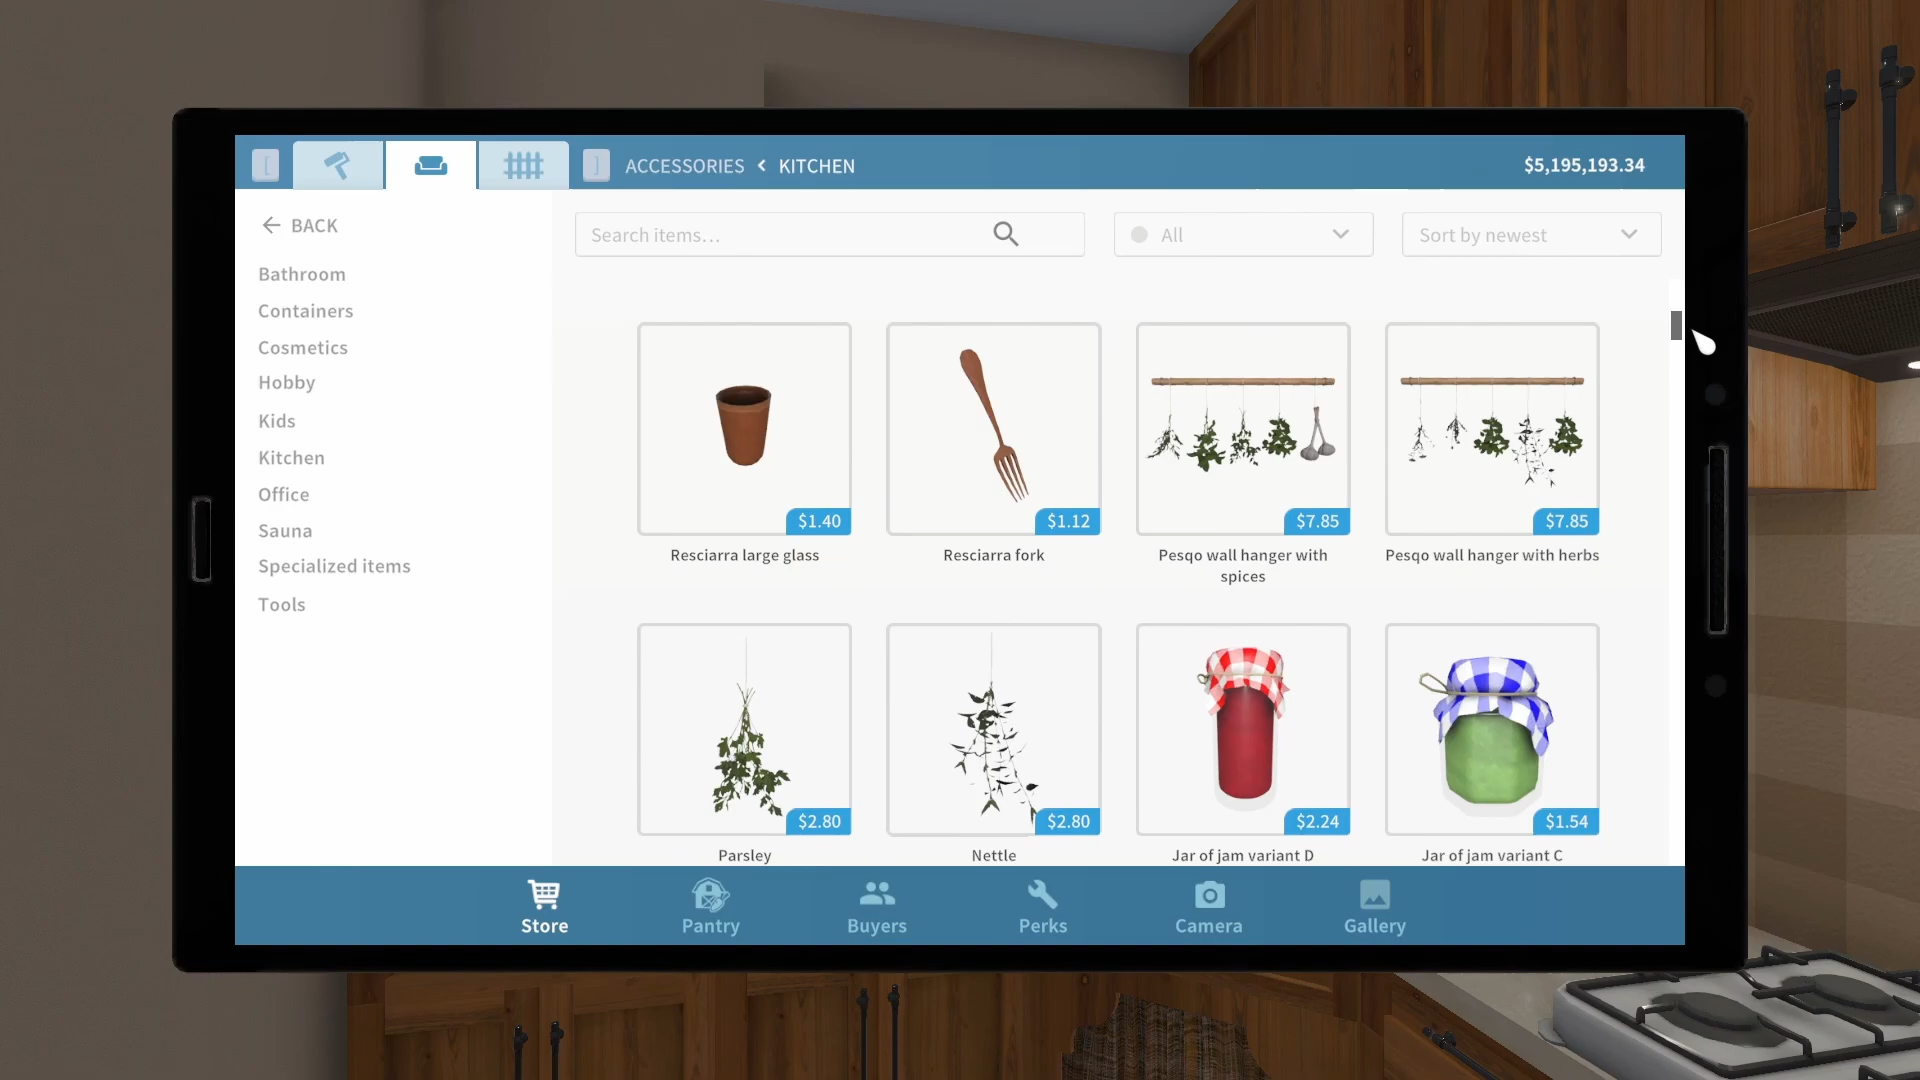 [
]
ACCESSORIES < KITCHEN
$5,195,193.34
BACK
Bathroom
Containers
Cosmetics
Hobby
Kids
Kitchen
Office
Sauna
Specialized items
Tools
Search items...
All
Sort by newest
$1.40
$1.12
$7.85
$7.85
Resciarra large glass
Resciarra fork
Pesqo wall hanger with
spices
Pesqo wall hanger with herbs
$2.80
$2.80
$2.24
$1.54
Parsley
Nettle
Jar of jam variant D
Jar of jam variant C
Store
Pantry
Buyers
Perks
Camera
Gallery